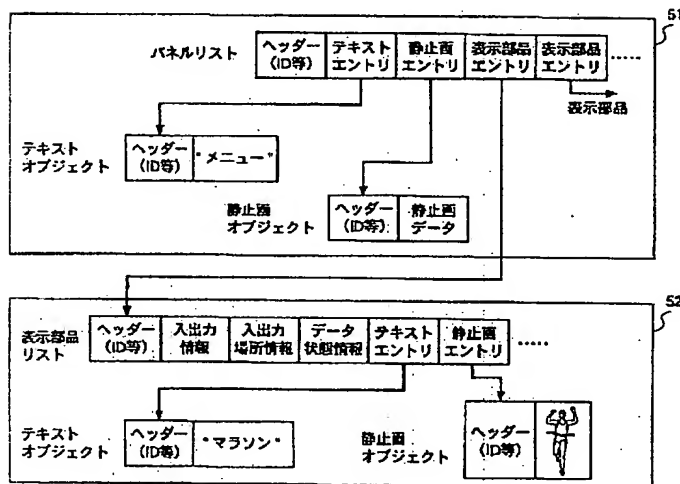 51
パネルリスト
ヘッダー
(ID等)
テキスト
エントリ
静止画
エントリ
表示部品
エントリ
表示部品
エントリ
‥‥‥
表示部品
テキスト
オブジェクト
ヘッダー
(ID等)
"メニュー"
静止画
オブジェクト
ヘッダー
(ID等)
静止画
データ
52
表示部品
リスト
ヘッダー
(ID等)
入出力
情報
入出力
場所情報
データ
状態情報
テキスト
エントリ
静止画
エントリ
‥‥‥
テキスト
オブジェクト
ヘッダー
(ID等)
"マラソン"
静止画
オブジェクト
ヘッダー
(ID等)